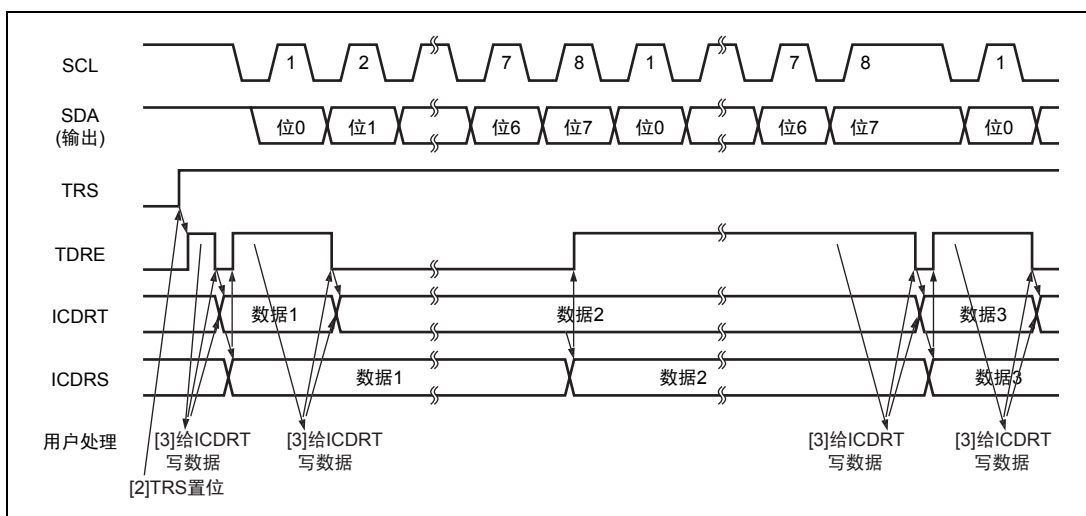 SCL 1 2 7 8 1 7 8 1
SDA
(输出)
位0 位1 位6 位7 位0 位6 位7 位0
TRS
TDRE
ICDRT 数据1 数据2 数据3
ICDRS 数据1 数据2 数据3
用户处理
[3]给ICDRT
写数据
[3]给ICDRT
写数据
[3]给ICDRT
写数据
[3]给ICDRT
写数据
[2]TRS置位